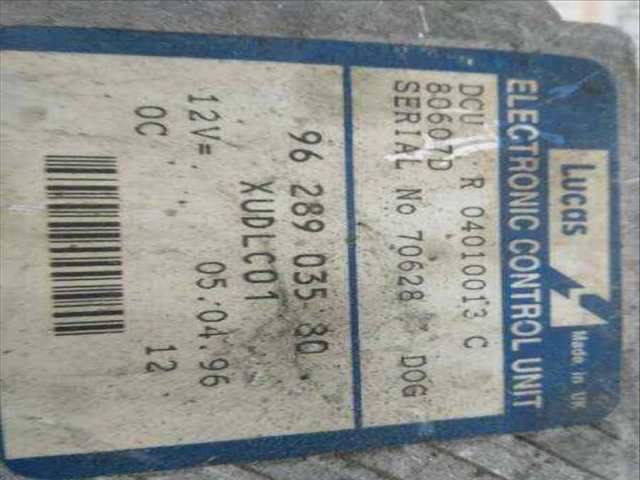 Lucas
Made in UK
ELECTRONIC CONTROL UNIT
DCU R 04010013 C
80607D
SERIAL No 70628 DOG
96 289 035 80
XUDLC01
12V= 05.04.96
OC 12